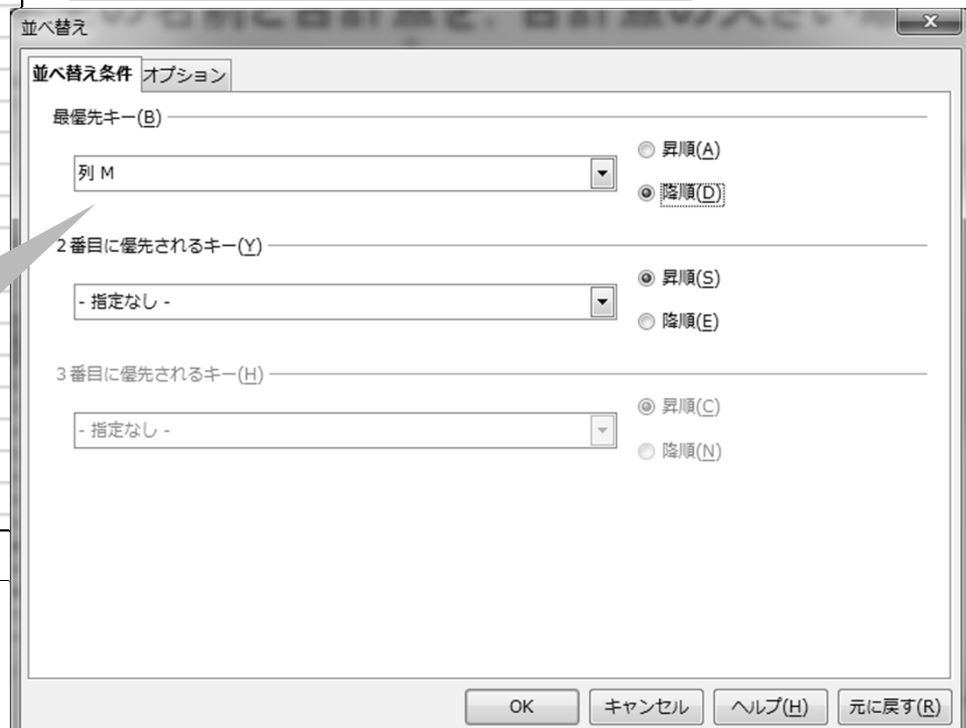 並べ替え
並べ替え条件 オプション
最優先キー(B)
列 M
昇順(A)
降順(D)
2番目に優先されるキー(Y)
- 指定なし -
昇順(S)
降順(E)
3番目に優先されるキー(H)
- 指定なし -
昇順(C)
降順(N)
OK キャンセル ヘルプ(H) 元に戻す(R)